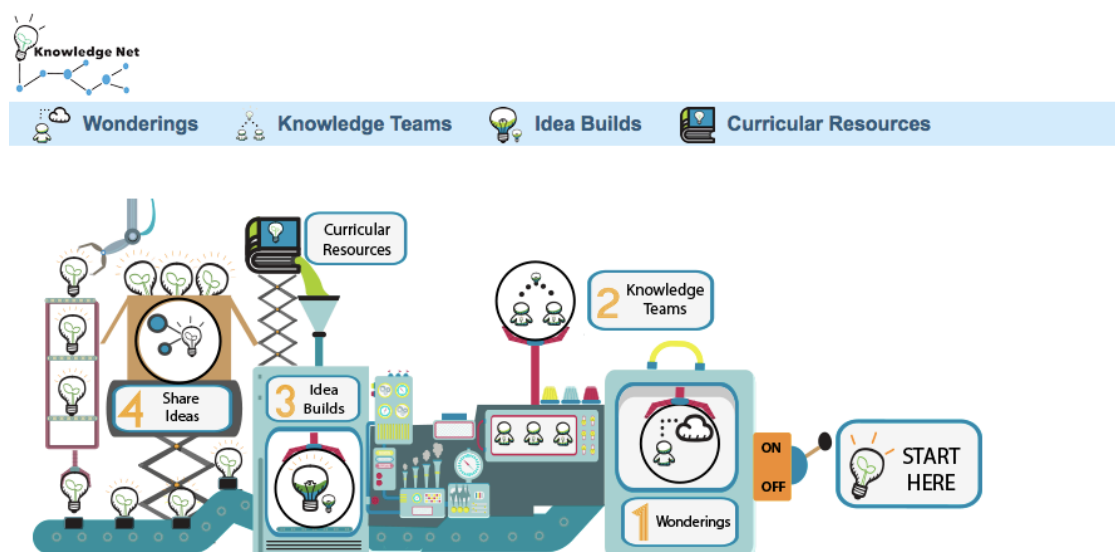 Knowledge Net
Wonderings Knowledge Teams Idea Builds Curricular Resources
Curricular
Resources
2 Knowledge
Teams
3 Idea
Builds
4 Share
Ideas
ON
OFF
START
HERE
1 Wonderings